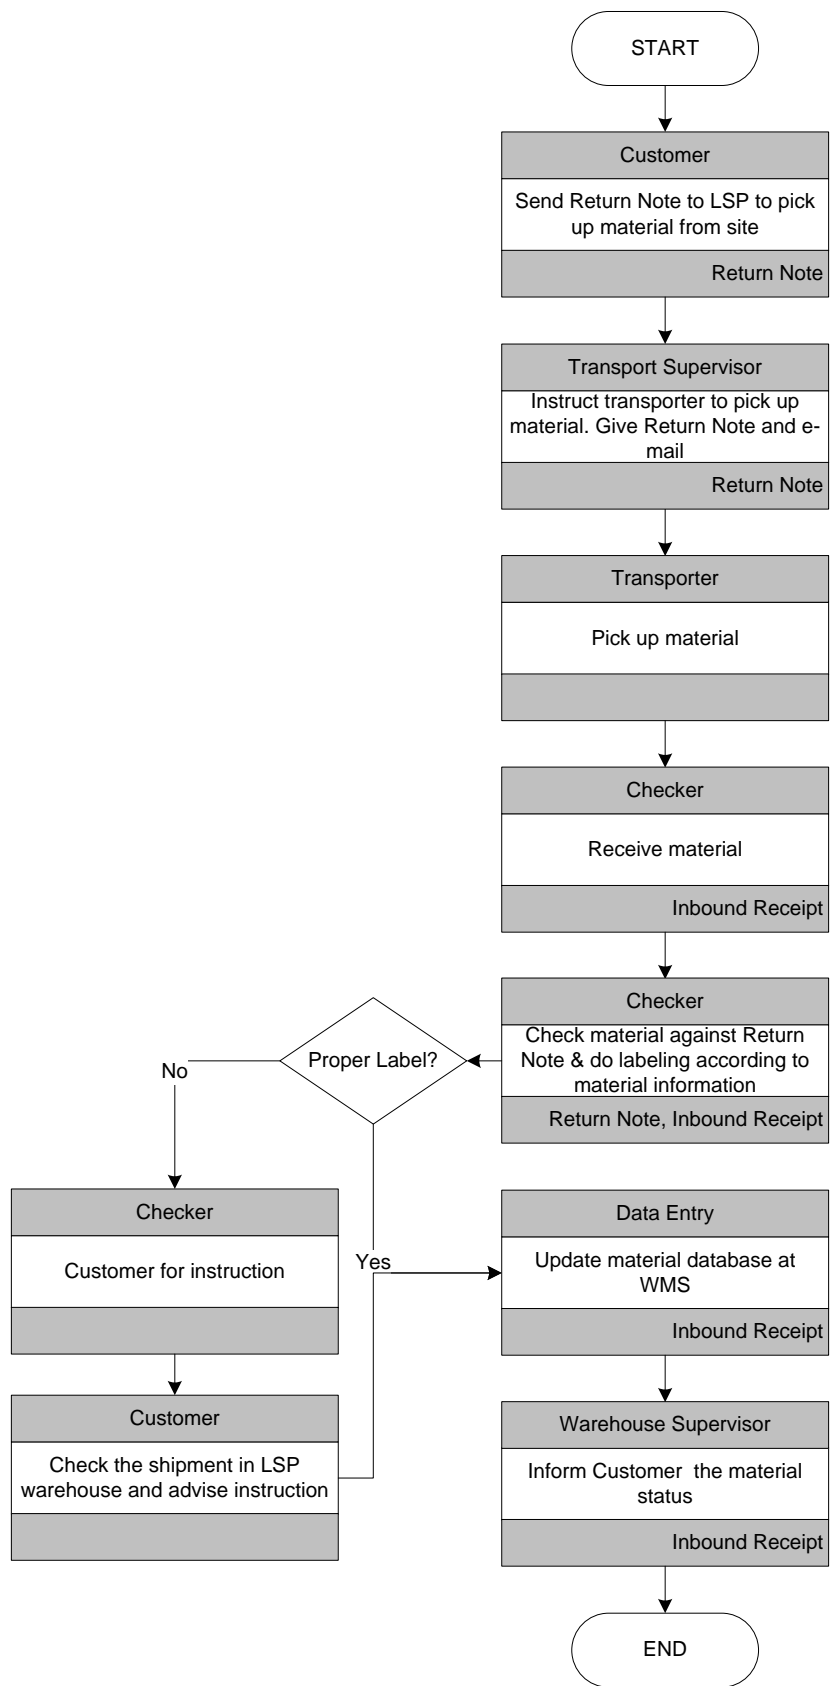 START
Customer
Send Return Note to LSP to pick
up material from site
Return Note
Transport Supervisor
Instruct transporter to pick up
material. Give Return Note and e-
mail
Return Note
Transporter
Pick up material
Checker
Receive material
Inbound Receipt
Checker
Check material against Return
Note & do labeling according to
material information
Return Note, Inbound Receipt
Proper Label?
No
Checker
Customer for instruction
Customer
Check the shipment in LSP
warehouse and advise instruction
Yes
Data Entry
Update material database at
WMS
Inbound Receipt
Warehouse Supervisor
Inform Customer  the material
status
Inbound Receipt
END